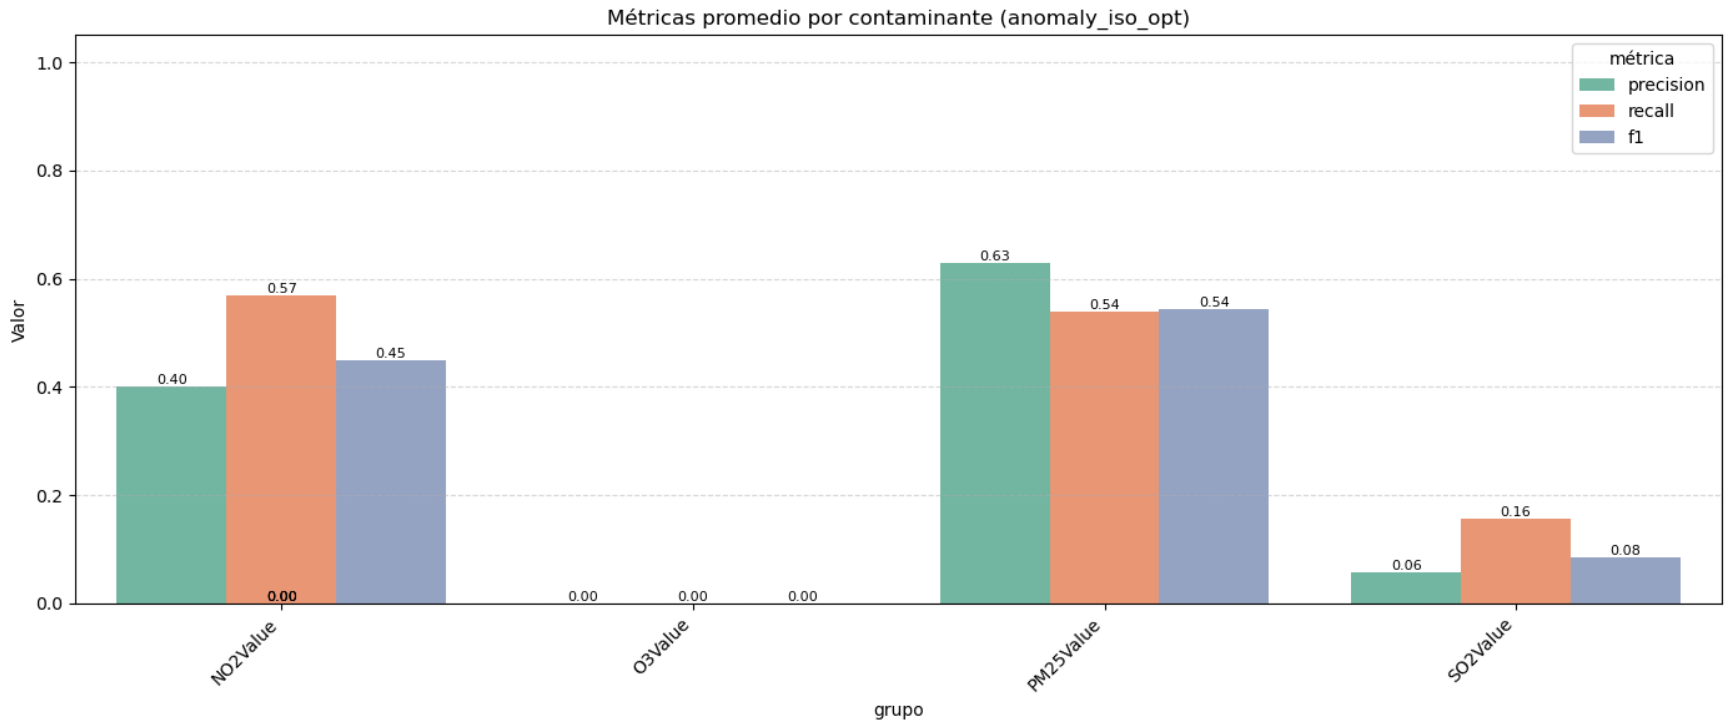 Métricas promedio por contaminante (anomaly_iso_opt)
métrica
precision
recall
f1
Valor
1.0
0.8
0.6
0.4
0.2
0.0
0.40
0.57
0.45
0.00
0.00
0.00
0.00
0.63
0.54
0.54
0.06
0.16
0.08
NO2Value
O3Value
PM25Value
SO2Value
grupo